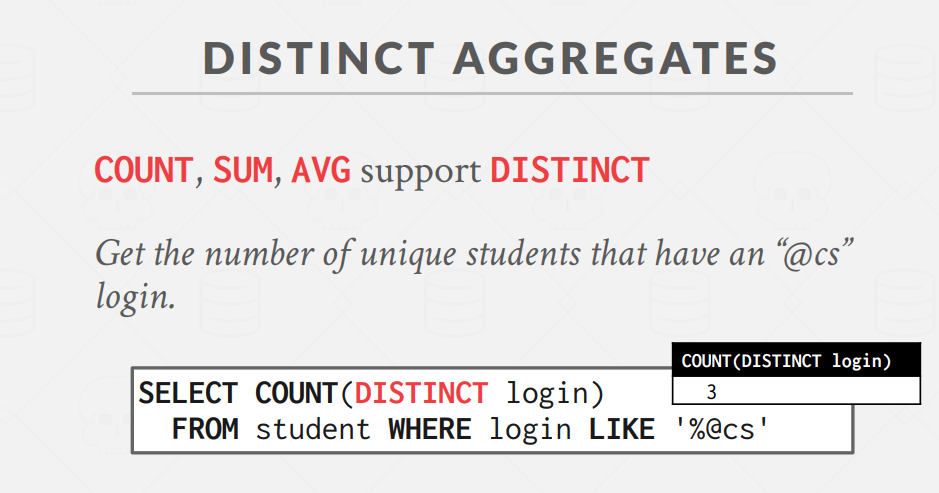 DISTINCT AGGREGATES
COUNT, SUM, AVG support DISTINCT
Get the number of unique students that have an “@cs”
login.
COUNT(DISTINCT login)
3
SELECT COUNT(DISTINCT login)
FROM student WHERE login LIKE '%@cs'